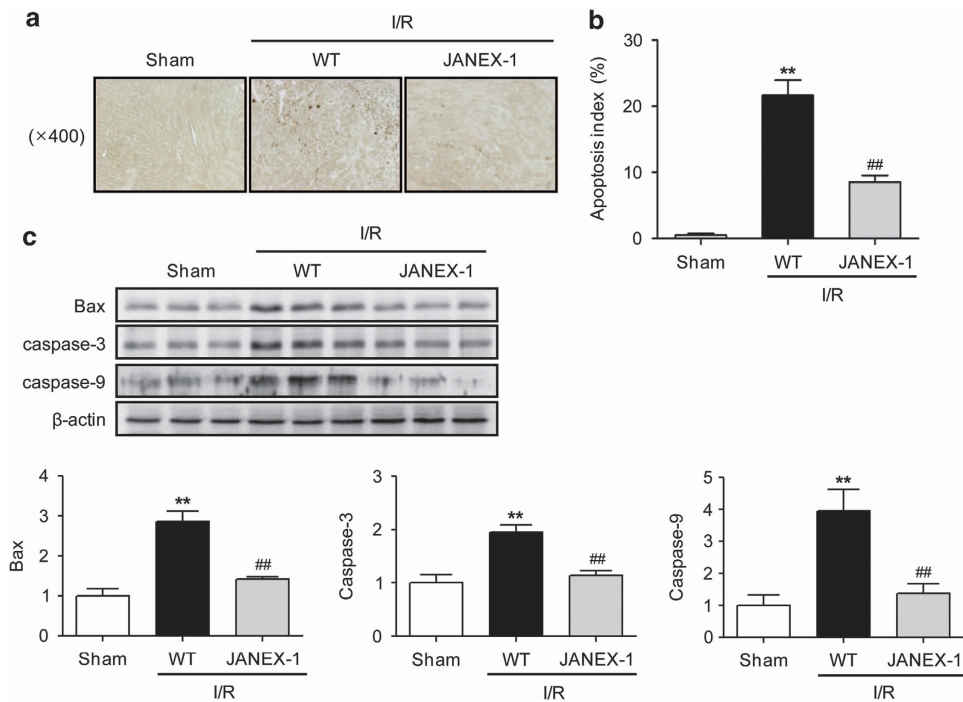 a
I/R
Sham WT JANEX-1
(×400)
b
Apoptosis index (%)
30
20
10
0
**
##
Sham WT JANEX-1
I/R
c
I/R
Sham WT JANEX-1
Bax
caspase-3
caspase-9
β-actin
Bax
4
3
2
1
0
**
##
Sham WT JANEX-1
I/R
Caspase-3
3
2
1
0
**
##
Sham WT JANEX-1
I/R
Caspase-9
5
4
3
2
1
0
**
##
Sham WT JANEX-1
I/R